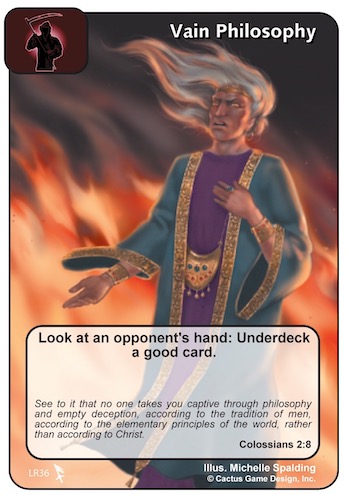 Vain Philosophy
Look at an opponent's hand: Underdeck
a good card.
See to it that no one takes you captive through philosophy
and empty deception, according to the tradition of men,
according to the elementary principles of the world, rather
than according to Christ.
Colossians 2:8
LR36
Illus. Michelle Spalding
© Cactus Game Design, Inc.